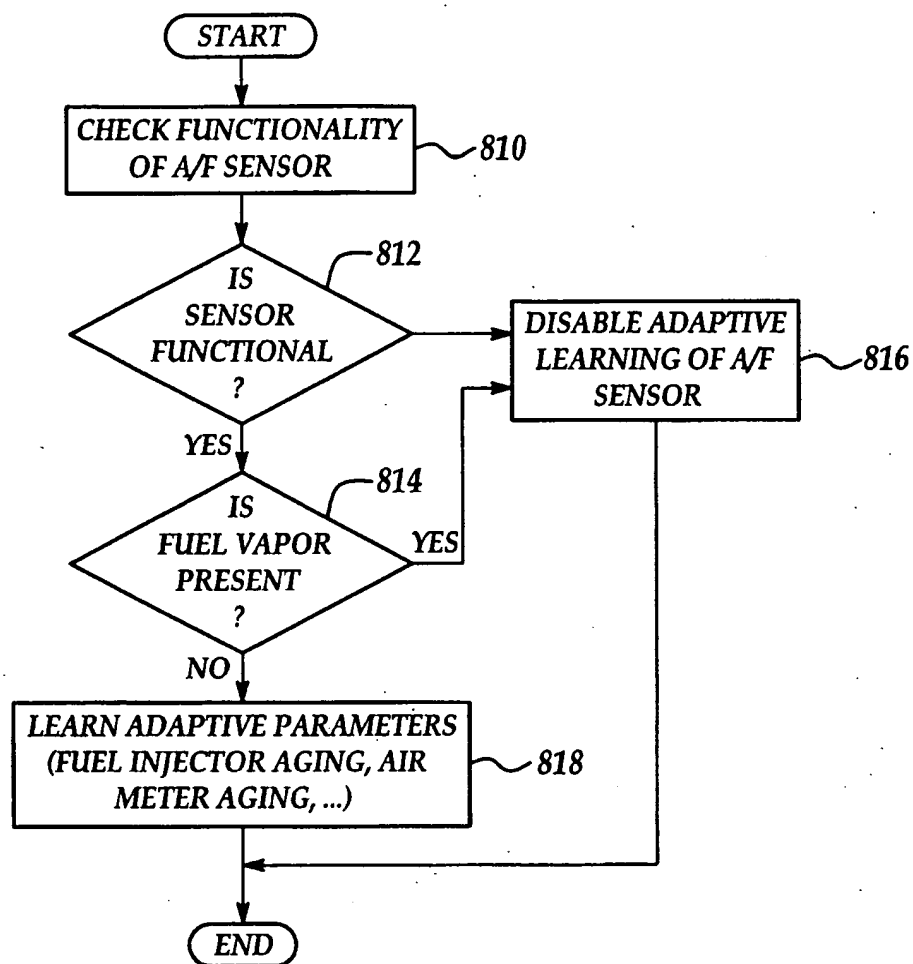 START
CHECK FUNCTIONALITY
OF A/F SENSOR
810
812
IS
SENSOR
FUNCTIONAL
?
DISABLE ADAPTIVE
LEARNING OF A/F
SENSOR
816
YES
814
IS
FUEL VAPOR
PRESENT
?
YES
NO
LEARN ADAPTIVE PARAMETERS
(FUEL INJECTOR AGING, AIR
METER AGING, ...)
818
END